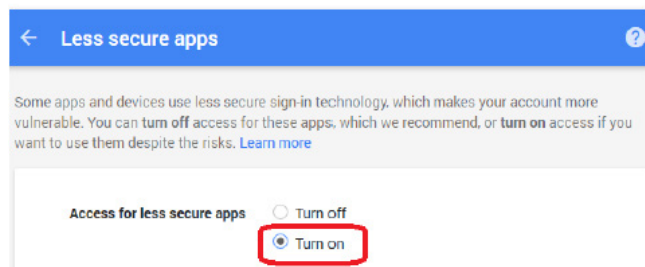 Less secure apps
Some apps and devices use less secure sign-in technology, which makes your account more
vulnerable. You can turn off access for these apps, which we recommend, or turn on access if you
want to use them despite the risks. Learn more
Access for less secure apps Turn off
Turn on